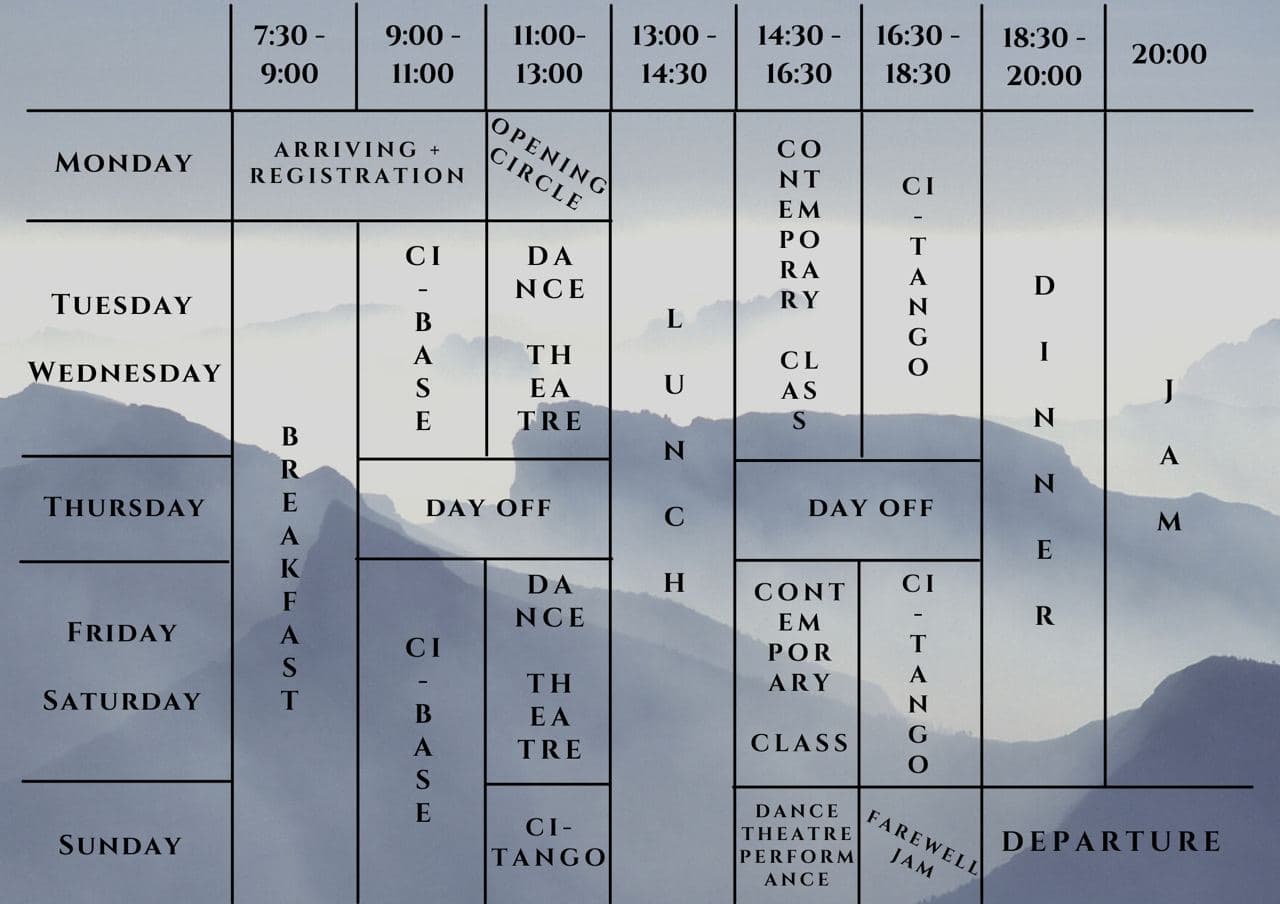 7:30 - 9:00
9:00 - 11:00
11:00- 13:00
13:00 - 14:30
14:30 - 16:30
16:30 - 18:30
18:30 - 20:00
20:00
MONDAY
ARRIVING +
REGISTRATION
OPENING
CIRCLE
LUNCH
CONTEMPORARY CLASS
CI-TANGO
DINNER
JAM
TUESDAY
WEDNESDAY
BREAKFAST
CI-BASE
DANCE THEATRE
THURSDAY
DAY OFF
DAY OFF
FRIDAY
SATURDAY
CI-BASE
DANCE THEATRE
CONTEMPORARY CLASS
CI-TANGO
SUNDAY
CI-
TANGO
DANCE
THEATRE
PERFORM
ANCE
FAREWELL
JAM
DEPARTURE